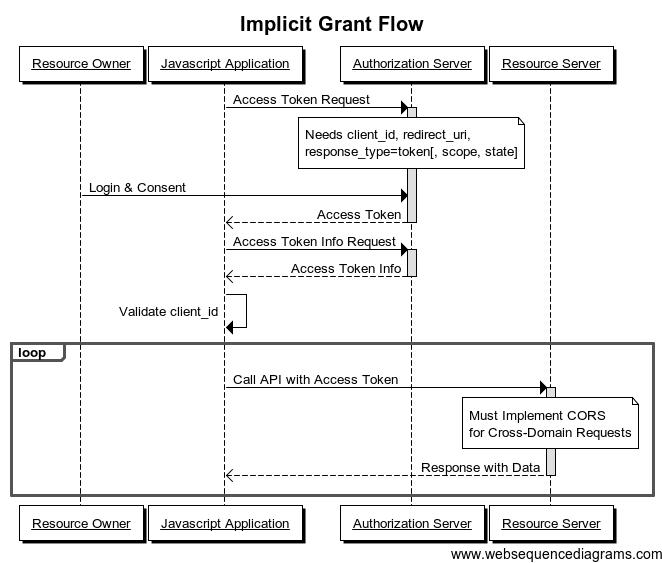 Implicit Grant Flow
Resource Owner
Javascript Application
Authorization Server
Resource Server
Access Token Request
Needs client_id, redirect_uri,
response_type=token[, scope, state]
Login & Consent
Access Token
Access Token Info Request
Access Token Info
Validate client_id
loop
Call API with Access Token
Must Implement CORS
for Cross-Domain Requests
Response with Data
Resource Owner
Javascript Application
Authorization Server
Resource Server
www.websequencediagrams.com